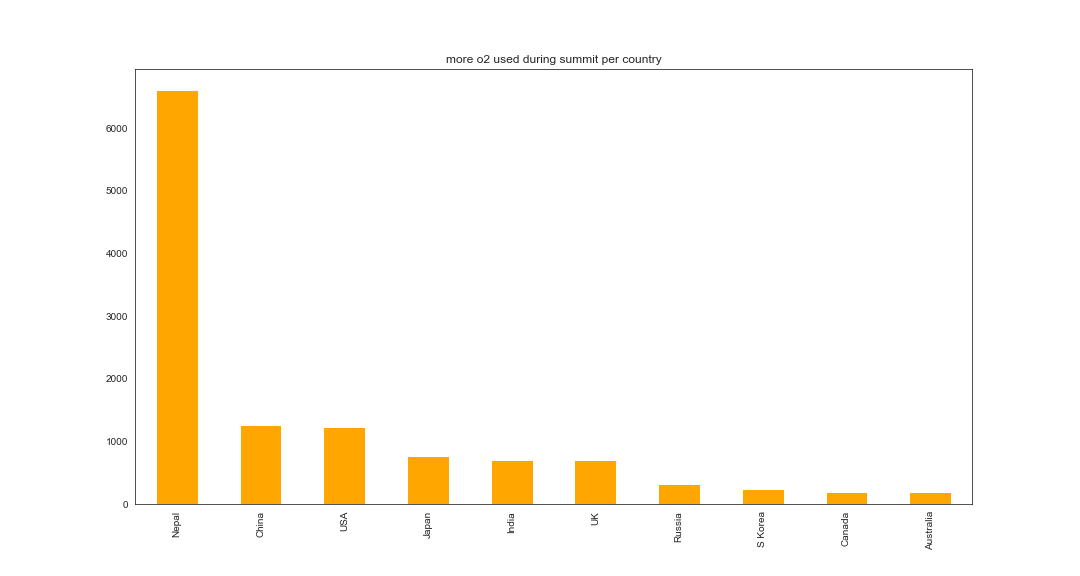 more o2 used during summit per country
6000
5000
4000
3000
2000
1000
0
Nepal
China
USA
Japan
India
UK
Russia
S Korea
Canada
Australia